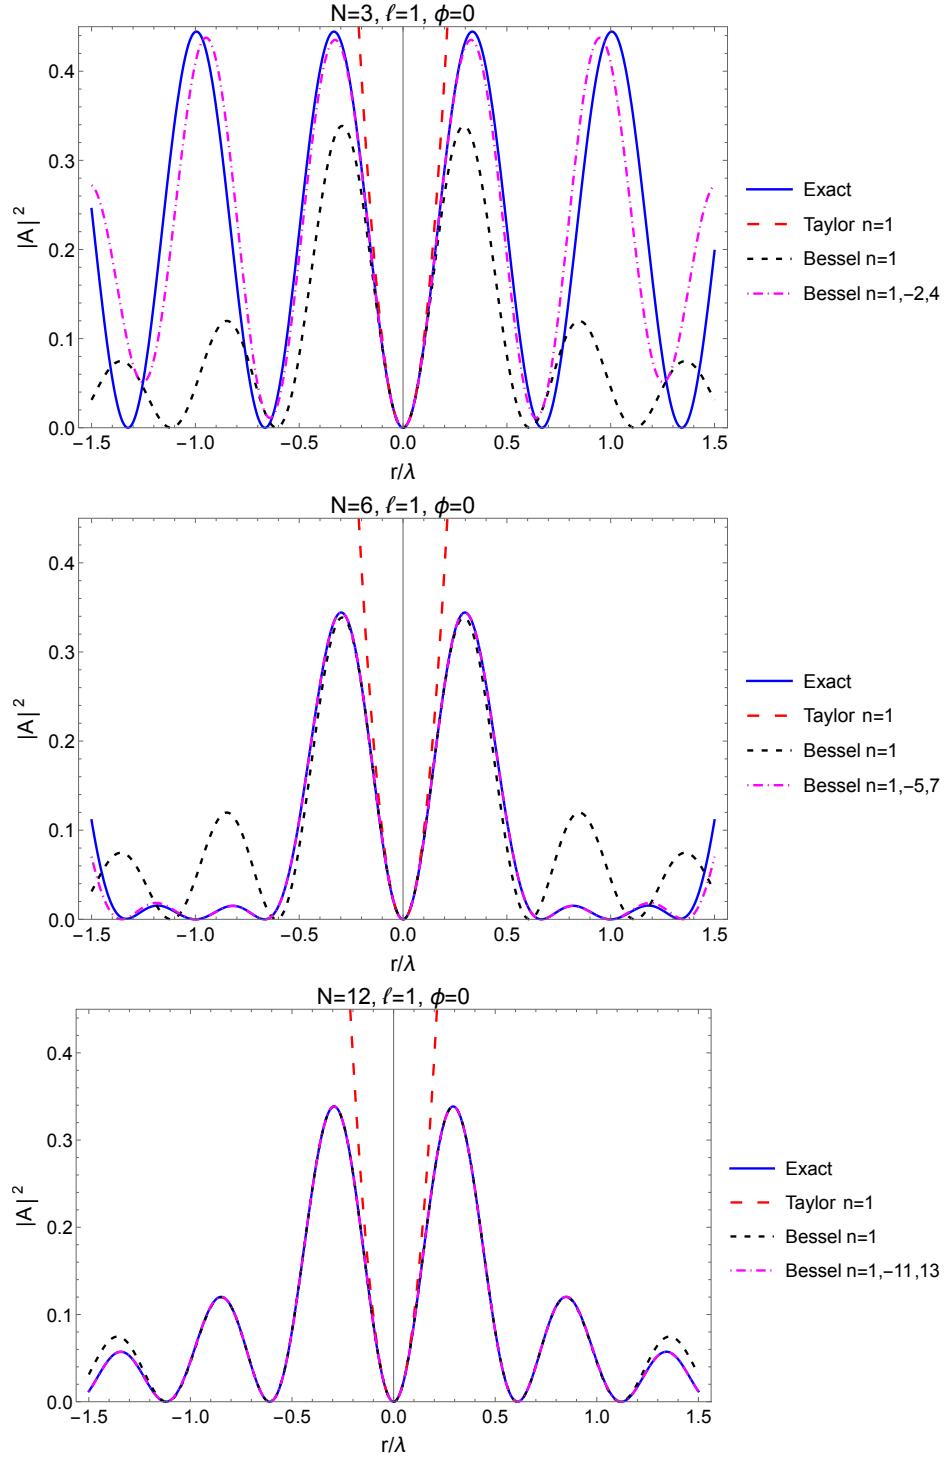 N=3, ℓ=1, ϕ=0
|A|²
0.4
0.3
0.2
0.1
0.0
−1.5 −1.0 −0.5 0.0 0.5 1.0 1.5
r/λ
Exact
Taylor n=1
Bessel n=1
Bessel n=1,−2,4
N=6, ℓ=1, ϕ=0
|A|²
0.4
0.3
0.2
0.1
0.0
−1.5 −1.0 −0.5 0.0 0.5 1.0 1.5
r/λ
Exact
Taylor n=1
Bessel n=1
Bessel n=1,−5,7
N=12, ℓ=1, ϕ=0
|A|²
0.4
0.3
0.2
0.1
0.0
−1.5 −1.0 −0.5 0.0 0.5 1.0 1.5
r/λ
Exact
Taylor n=1
Bessel n=1
Bessel n=1,−11,13